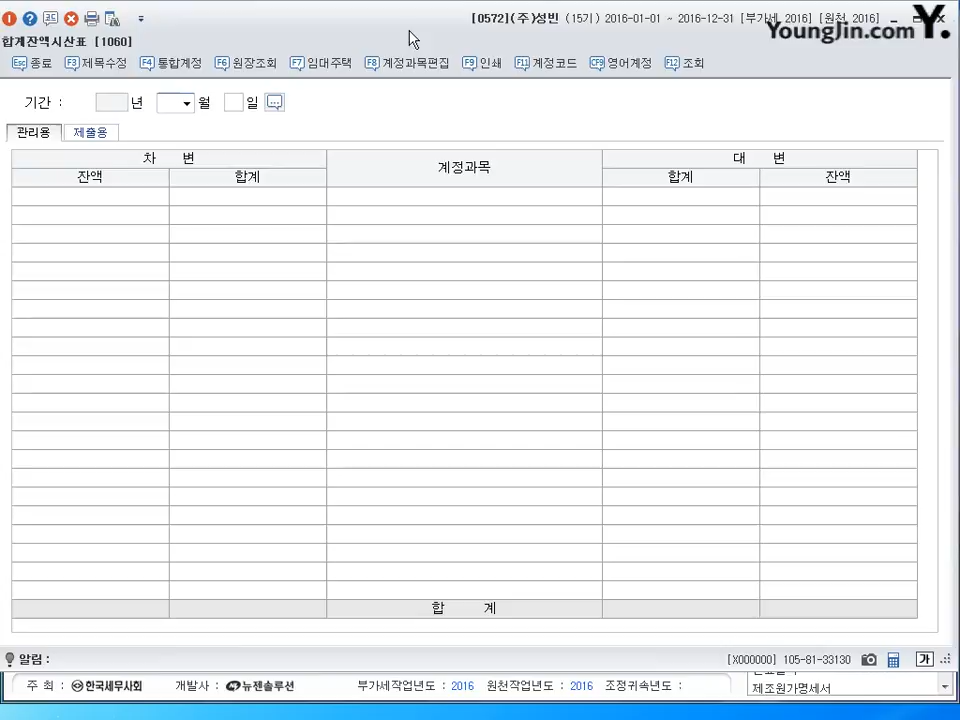 [0572](주)성빈 (15기) 2016-01-01 ~ 2016-12-31 [부가세 2016] [원천 2016]
YoungJin.com Y.
합계잔액시산표 [1060]
Esc 종료 F3 제목수정 F4 통합계정 F6 원장조회 F7 임대주택 F8 계정과목편집 F9 인쇄 F11 계정코드 CF9 영어계정 F12 조회
기간 : 년 월 일
관리용 제출용
차 변 계정과목 대 변
잔액 합계 합계 잔액
합 계
알림 : [X000000] 105-81-33130 가
주 최 : 한국세무사회 개발사 : 뉴젠솔루션 부가세작업년도 : 2016 원천작업년도 : 2016 조정귀속년도 :
제조원가명세서